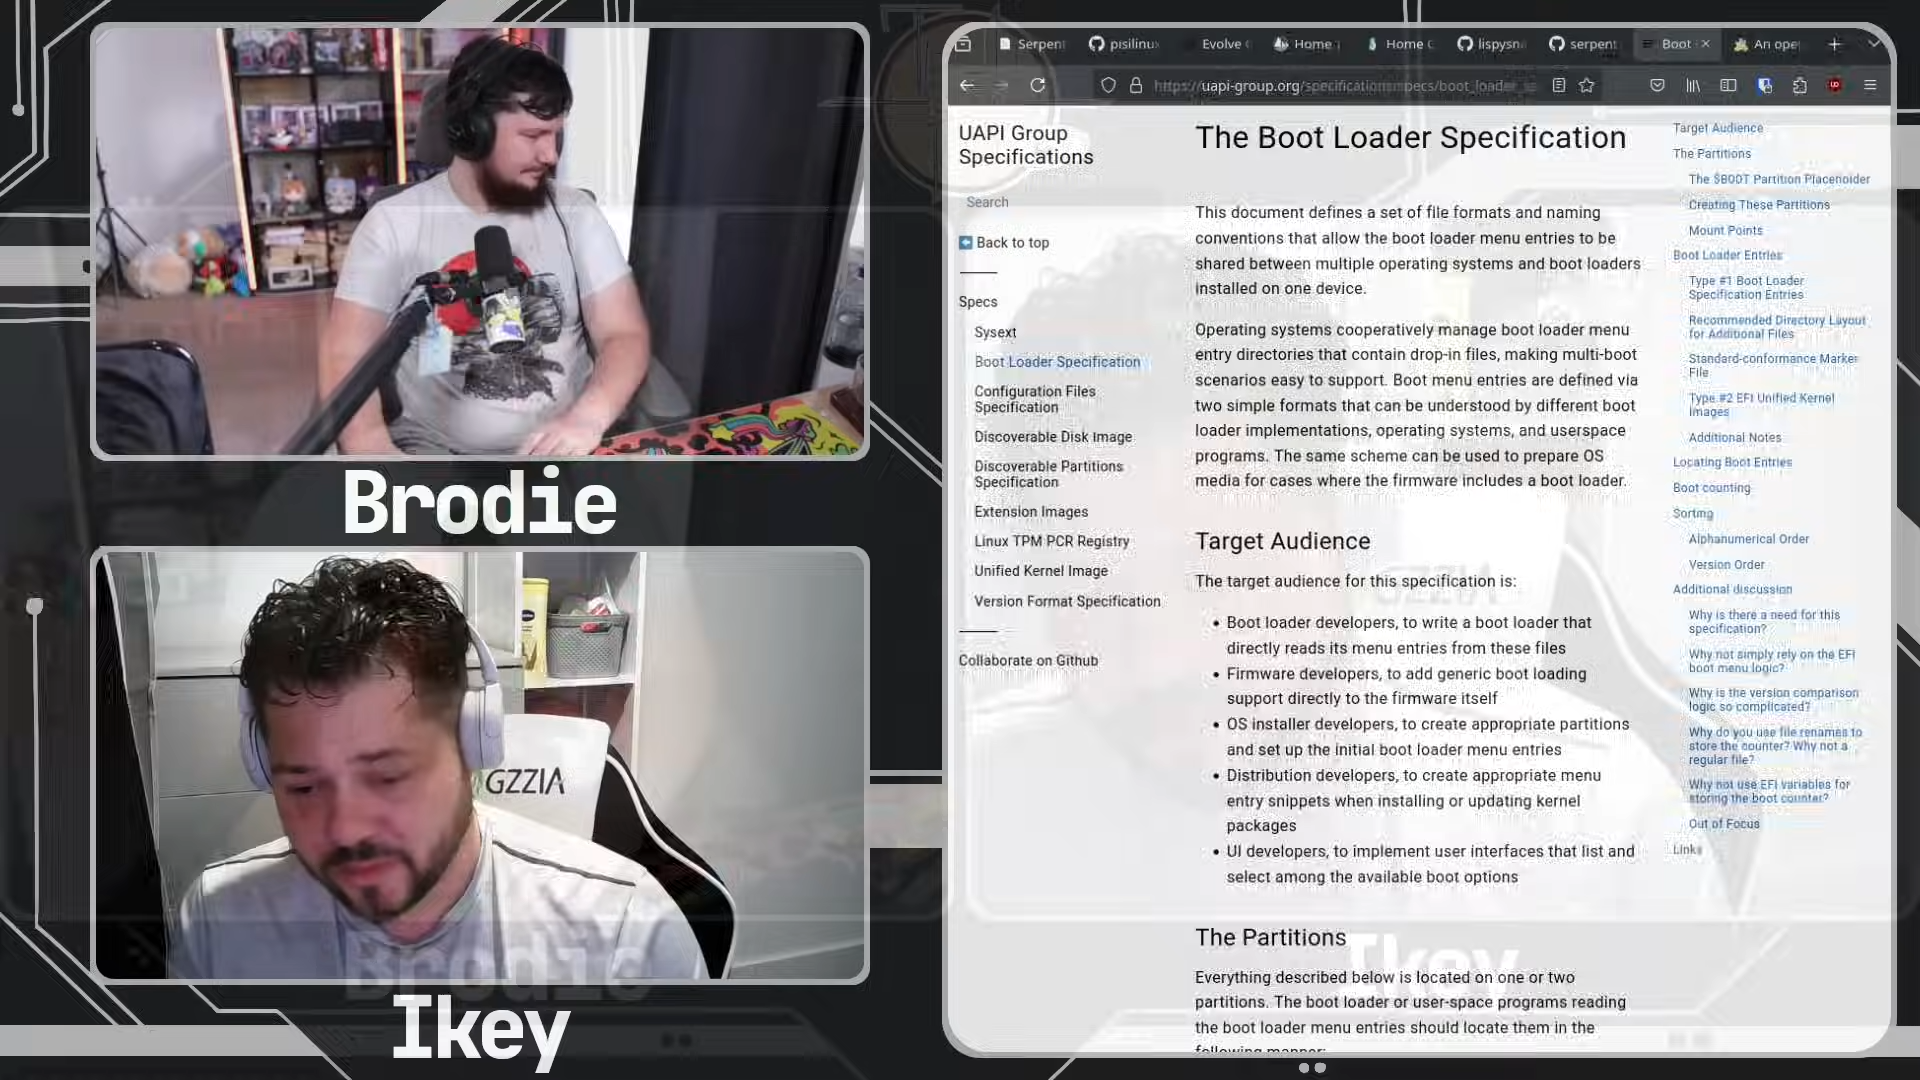 Serpent
pisilinux
Evolve
Home
Home
lispysn
serpent
Boot
An ope
https://uapi-group.org/specifications/specs/boot_loader_
UAPI Group
Specifications
Search
Back to top
Specs
Sysext
Boot Loader Specification
Configuration Files
Specification
Discoverable Disk Image
Discoverable Partitions
Specification
Extension Images
Linux TPM PCR Registry
Unified Kernel Image
Version Format Specification
Collaborate on Github
The Boot Loader Specification
This document defines a set of file formats and naming
conventions that allow the boot loader menu entries to be
shared between multiple operating systems and boot loaders
installed on one device.
Operating systems cooperatively manage boot loader menu
entry directories that contain drop-in files, making multi-boot
scenarios easy to support. Boot menu entries are defined via
two simple formats that can be understood by different boot
loader implementations, operating systems, and userspace
programs. The same scheme can be used to prepare OS
media for cases where the firmware includes a boot loader.
Target Audience
The target audience for this specification is:
Boot loader developers, to write a boot loader that
directly reads its menu entries from these files
Firmware developers, to add generic boot loading
support directly to the firmware itself
OS installer developers, to create appropriate partitions
and set up the initial boot loader menu entries
Distribution developers, to create appropriate menu
entry snippets when installing or updating kernel
packages
UI developers, to implement user interfaces that list and
select among the available boot options
The Partitions
Everything described below is located on one or two
partitions. The boot loader or user-space programs reading
the boot loader menu entries should locate them in the
following manner:
Target Audience
The Partitions
The $BOOT Partition Placeholder
Creating These Partitions
Mount Points
Boot Loader Entries
Type #1 Boot Loader
Specification Entries
Recommended Directory Layout
for Additional Files
Standard-conformance Marker
File
Type #2 EFI Unified Kernel
Images
Additional Notes
Locating Boot Entries
Boot counting
Sorting
Alphanumerical Order
Version Order
Additional discussion
Why is there a need for this
specification?
Why not simply rely on the EFI
boot menu logic?
Why is the version comparison
logic so complicated?
Why do you use file renames to
store the counter? Why not a
regular file?
Why not use EFI variables for
storing the boot counter?
Out of Focus
Links
Brodie
GZZIA
Ikey